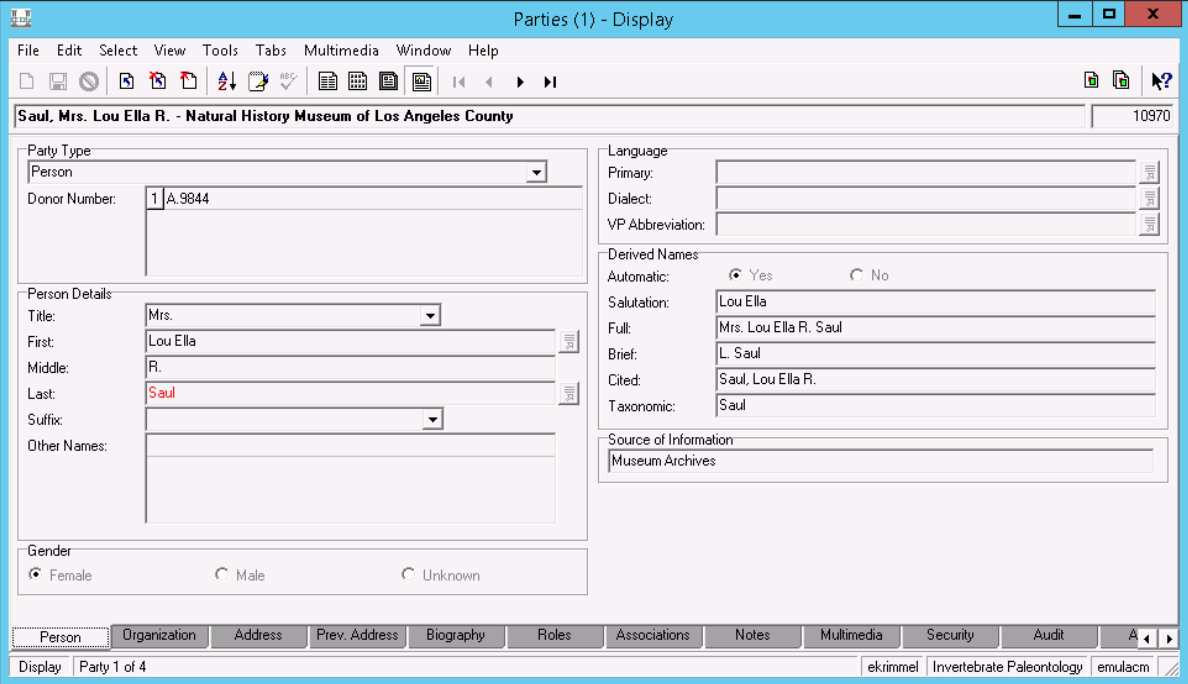 Parties (1) - Display
File Edit Select View Tools Tabs Multimedia Window Help
Saul, Mrs. Lou Ella R. - Natural History Museum of Los Angeles County 10970
Party Type
Person
Donor Number: 1 A.9844
Person Details
Title: Mrs.
First: Lou Ella
Middle: R.
Last: Saul
Suffix:
Other Names:
Gender
Female Male Unknown
Language
Primary:
Dialect:
VP Abbreviation:
Derived Names
Automatic: Yes No
Salutation: Lou Ella
Full: Mrs. Lou Ella R. Saul
Brief: L. Saul
Cited: Saul, Lou Ella R.
Taxonomic: Saul
Source of Information
Museum Archives
Person Organization Address Prev. Address Biography Roles Associations Notes Multimedia Security Audit A
Display Party 1 of 4 ekrimmel Invertebrate Paleontology emulacm